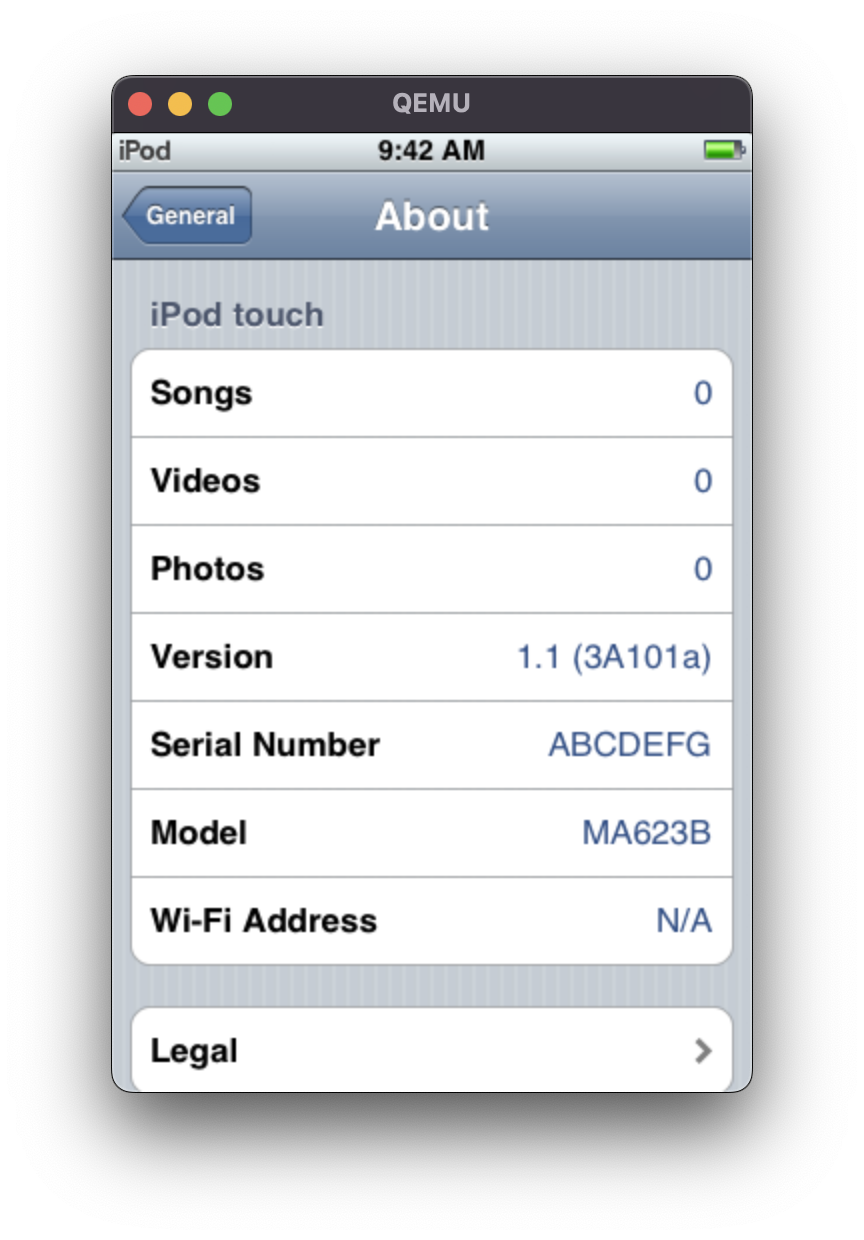 QEMU
iPod 9:42 AM
General About
iPod touch
Songs 0
Videos 0
Photos 0
Version 1.1 (3A101a)
Serial Number ABCDEFG
Model MA623B
Wi-Fi Address N/A
Legal